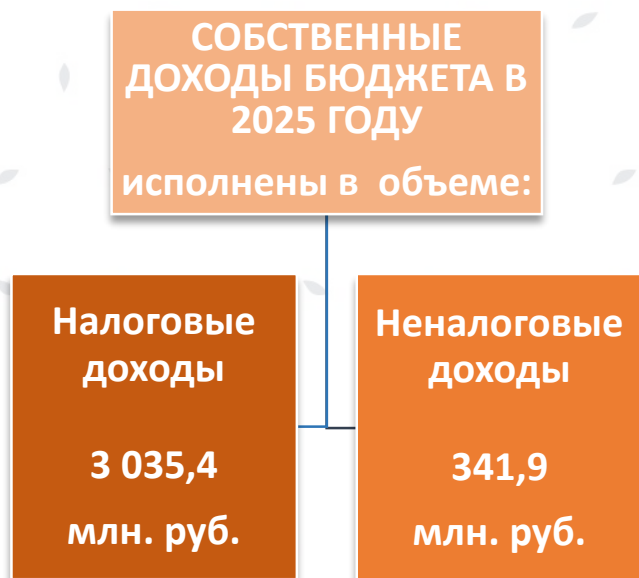 СОБСТВЕННЫЕ
ДОХОДЫ БЮДЖЕТА В
2025 ГОДУ
исполнены в объеме:
Налоговые
доходы
3 035,4
млн. руб.
Неналоговые
доходы
341,9
млн. руб.